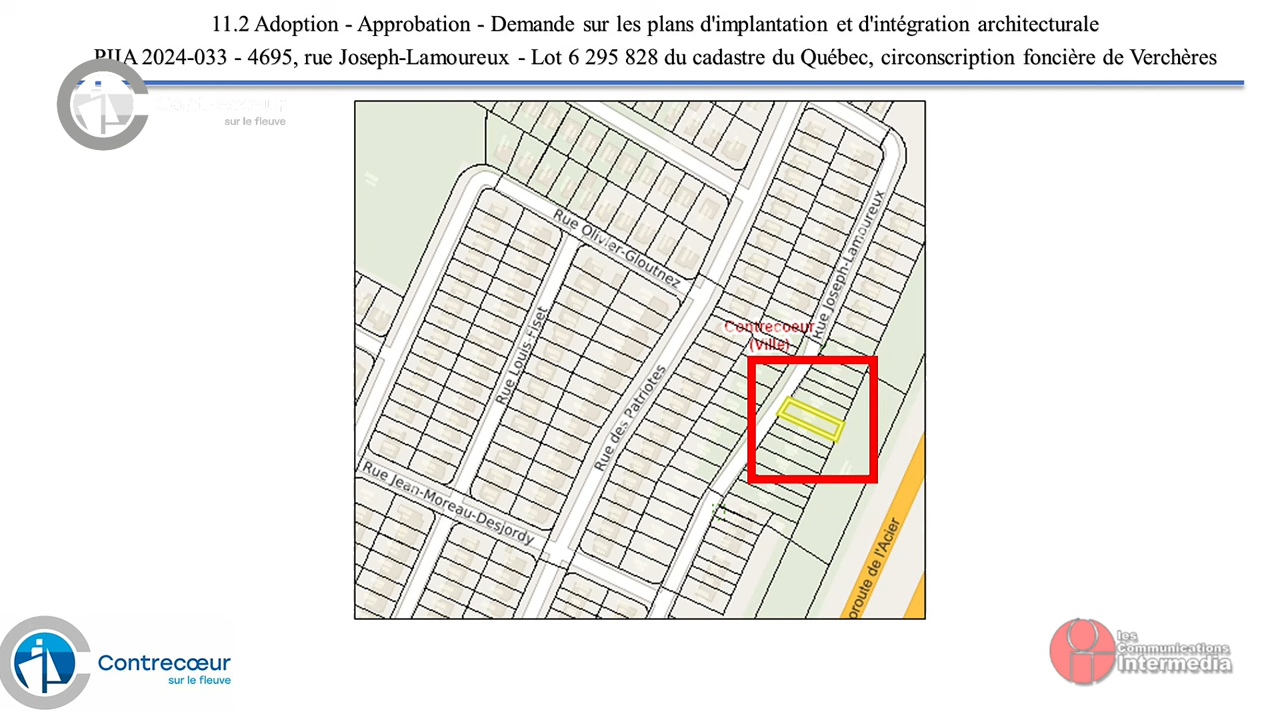 11.2 Adoption - Approbation - Demande sur les plans d'implantation et d'intégration architecturale
PIIA 2024-033 - 4695, rue Joseph-Lamoureux - Lot 6 295 828 du cadastre du Québec, circonscription foncière de Verchères
Contrecœur
sur le fleuve
Rue Olivier-Gloutnez
Rue Joseph-Lamoureux
Rue Louis-Fiset
Contrecoeur
(Ville)
Rue des Patriotes
Rue Jean-Moreau-Desjordy
oroute de l'Acier
Contrecœur
sur le fleuve
les
Communications
Intermedia